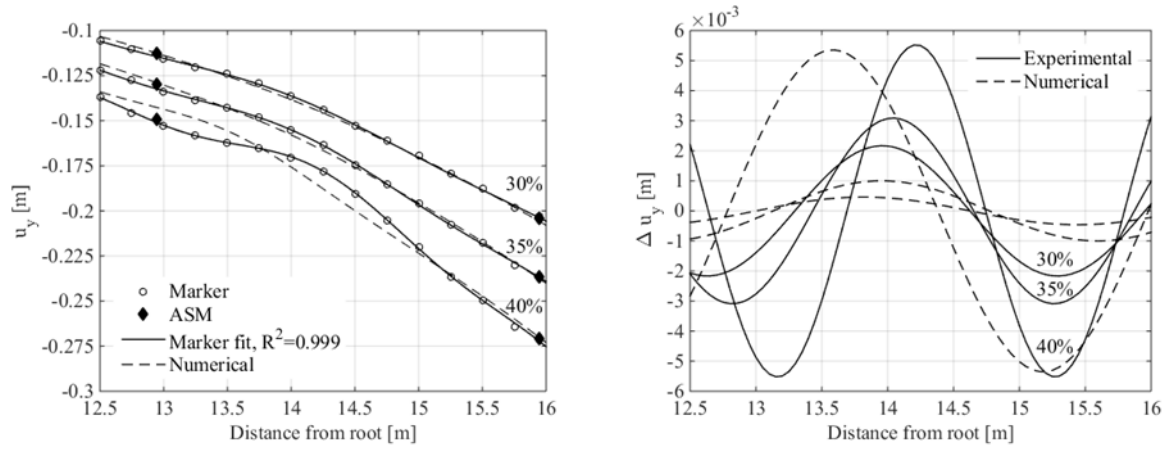 -0.1
-0.125
-0.15
-0.175
-0.2
-0.225
-0.25
-0.275
-0.3
u_y [m]
30%
35%
40%
Marker
ASM
Marker fit, R²=0.999
Numerical
12.5 13 13.5 14 14.5 15 15.5 16
Distance from root [m]
×10⁻³
6
5
4
3
2
1
0
-1
-2
-3
-4
-5
-6
Δ u_y [m]
Experimental
Numerical
30%
35%
40%
12.5 13 13.5 14 14.5 15 15.5 16
Distance from root [m]